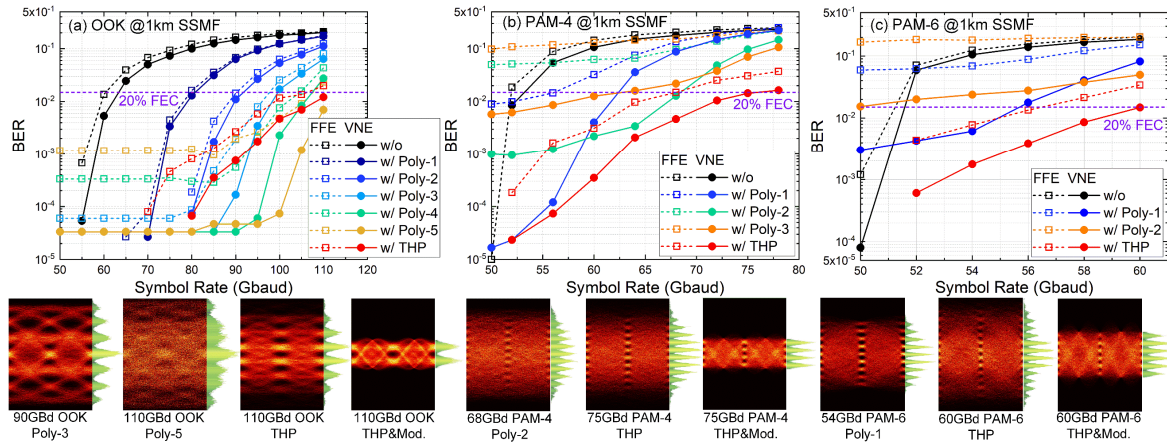 (a) OOK @1km SSMF
5x10⁻¹
10⁻¹
10⁻²
10⁻³
10⁻⁴
10⁻⁵
BER
20% FEC
FFE VNE
w/o
w/ Poly-1
w/ Poly-2
w/ Poly-3
w/ Poly-4
w/ Poly-5
w/ THP
50 60 70 80 90 100 110 120
Symbol Rate (Gbaud)
(b) PAM-4 @1km SSMF
5x10⁻¹
10⁻¹
10⁻²
10⁻³
10⁻⁴
10⁻⁵
BER
20% FEC
FFE VNE
w/o
w/ Poly-1
w/ Poly-2
w/ Poly-3
w/ THP
50 55 60 65 70 75 80
Symbol Rate (Gbaud)
(c) PAM-6 @1km SSMF
5x10⁻¹
10⁻¹
10⁻²
10⁻³
10⁻⁴
5x10⁻⁵
BER
20% FEC
FFE VNE
w/o
w/ Poly-1
w/ Poly-2
w/ THP
50 52 54 56 58 60
Symbol Rate (Gbaud)
90GBd OOK
Poly-3
110GBd OOK
Poly-5
110GBd OOK
THP
110GBd OOK
THP&Mod.
68GBd PAM-4
Poly-2
75GBd PAM-4
THP
75GBd PAM-4
THP&Mod.
54GBd PAM-6
Poly-1
60GBd PAM-6
THP
60GBd PAM-6
THP&Mod.